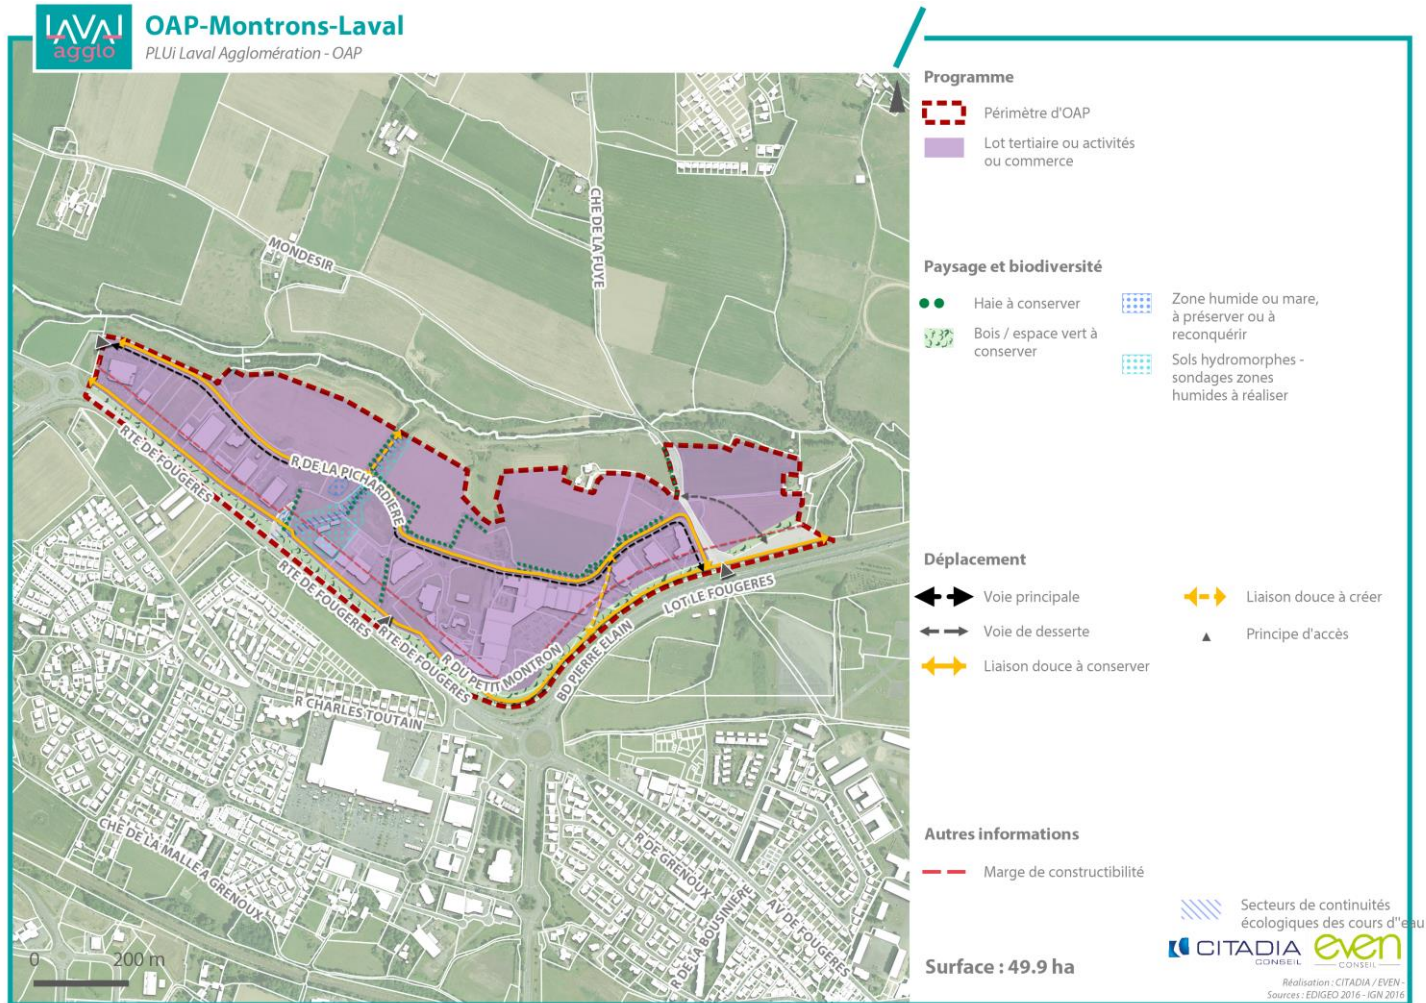 LAVAL
agglo
OAP-Montrons-Laval
PLUi Laval Agglomération - OAP
MONDESIR
CHE DE LA FUYE
RTE DE FOUGERES
R DE LA PICHARDIERE
RTE DE FOUGERES
RTE DE FOUGERES
R DU PETIT MONTRON
BD PIERRE ELAIN
LOT LE FOUGERES
R CHARLES TOUTAIN
CHE DE LA MALLE A GRENOUX
R DE GRENOUX
R DE LA BOUSINIERE
AV DE FOUGERES
0 200 m
Programme
Périmètre d'OAP
Lot tertiaire ou activités
ou commerce
Paysage et biodiversité
Haie à conserver
Bois / espace vert à
conserver
Zone humide ou mare,
à préserver ou à
reconquérir
Sols hydromorphes -
sondages zones
humides à réaliser
Déplacement
Voie principale
Voie de desserte
Liaison douce à conserver
Liaison douce à créer
Principe d'accès
Autres informations
Marge de constructibilité
Secteurs de continuités
écologiques des cours d''eau
Surface : 49.9 ha
CITADIA
CONSEIL
even
CONSEIL
Réalisation : CITADIA / EVEN -
Sources : EDIGEO 2016 - IGN 2016